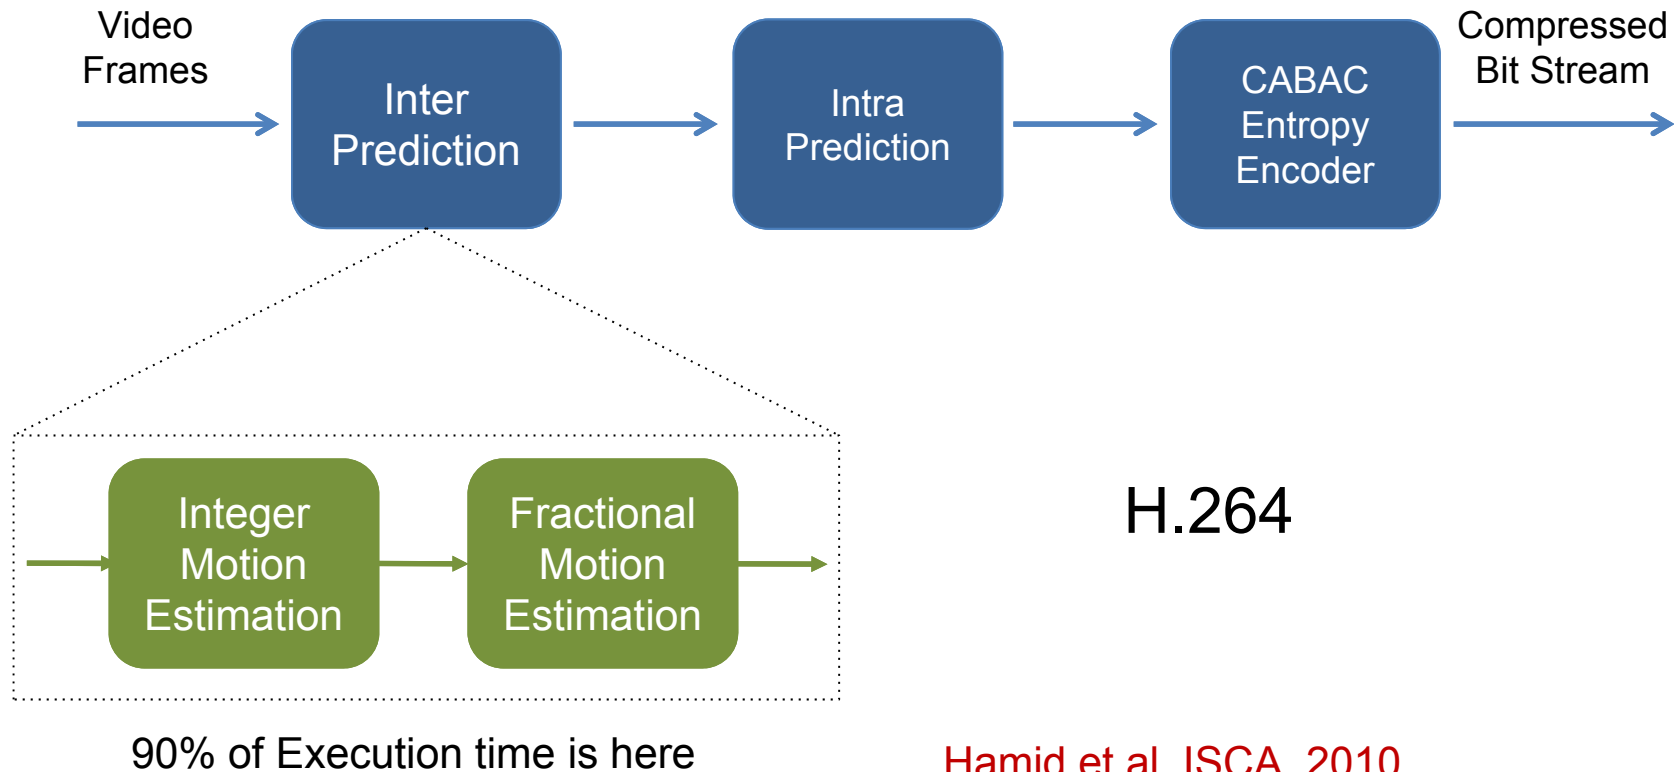 Video
Frames
Inter
Prediction
Intra
Prediction
CABAC
Entropy
Encoder
Compressed
Bit Stream
Integer
Motion
Estimation
Fractional
Motion
Estimation
H.264
90% of Execution time is here
Hamid et al, ISCA, 2010